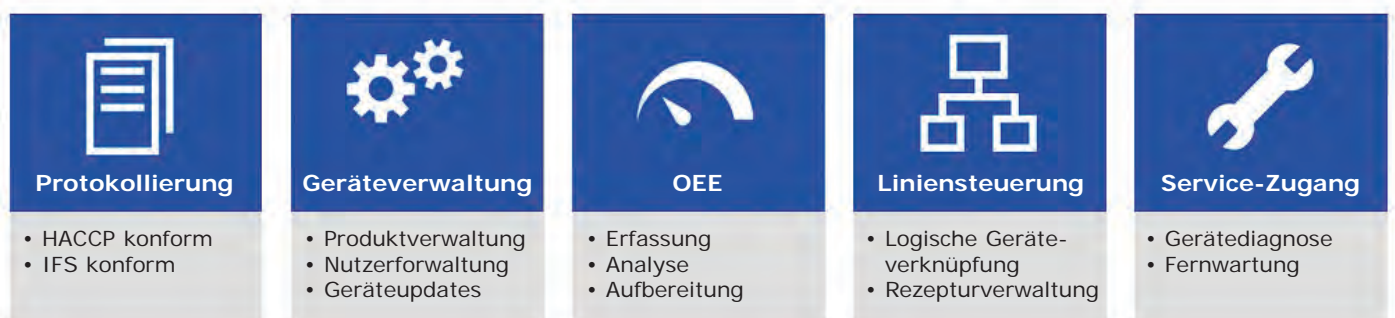 Protokollierung
• HACCP konform
• IFS konform
Geräteverwaltung
• Produktverwaltung
• Nutzerforwaltung
• Geräteupdates
OEE
• Erfassung
• Analyse
• Aufbereitung
Liniensteuerung
• Logische Geräte-
verknüpfung
• Rezepturverwaltung
Service-Zugang
• Gerätediagnose
• Fernwartung